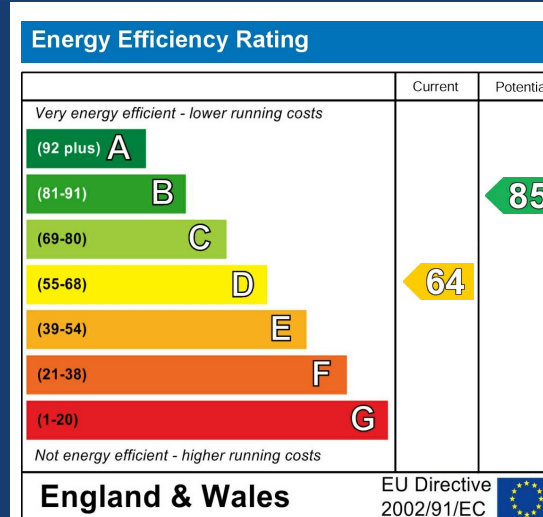 Energy Efficiency Rating
Current Potentia
Very energy efficient - lower running costs
(92 plus) A
(81-91) B 85
(69-80) C
(55-68) D 64
(39-54) E
(21-38) F
(1-20) G
Not energy efficient - higher running costs
England & Wales
EU Directive
2002/91/EC